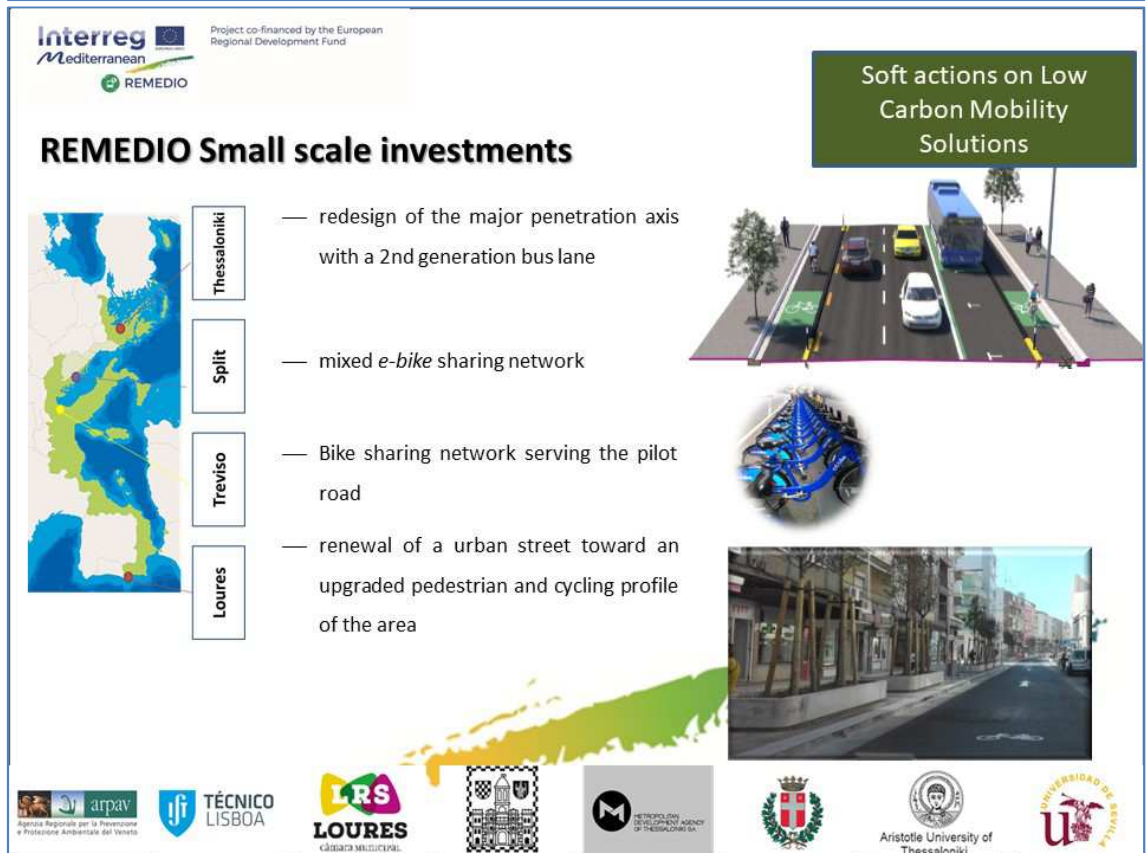 Interreg
Mediterranean
REMEDIO
Project co-financed by the European
Regional Development Fund
Soft actions on Low
Carbon Mobility
Solutions
REMEDIO Small scale investments
Thessaloniki
— redesign of the major penetration axis
with a 2nd generation bus lane
Split
— mixed e-bike sharing network
Treviso
— Bike sharing network serving the pilot
road
Loures
— renewal of a urban street toward an
upgraded pedestrian and cycling profile
of the area
arpav
Agenzia Regionale per la Prevenzione
e Protezione Ambientale del Veneto
TÉCNICO
LISBOA
LRS
LOURES
CÂMARA MUNICIPAL
M
METROPOLITAN
DEVELOPMENT AGENCY
OF THESSALONIKI SA
Aristotle University of
Thessaloniki
UNIVERSIDAD DE SEVILLA